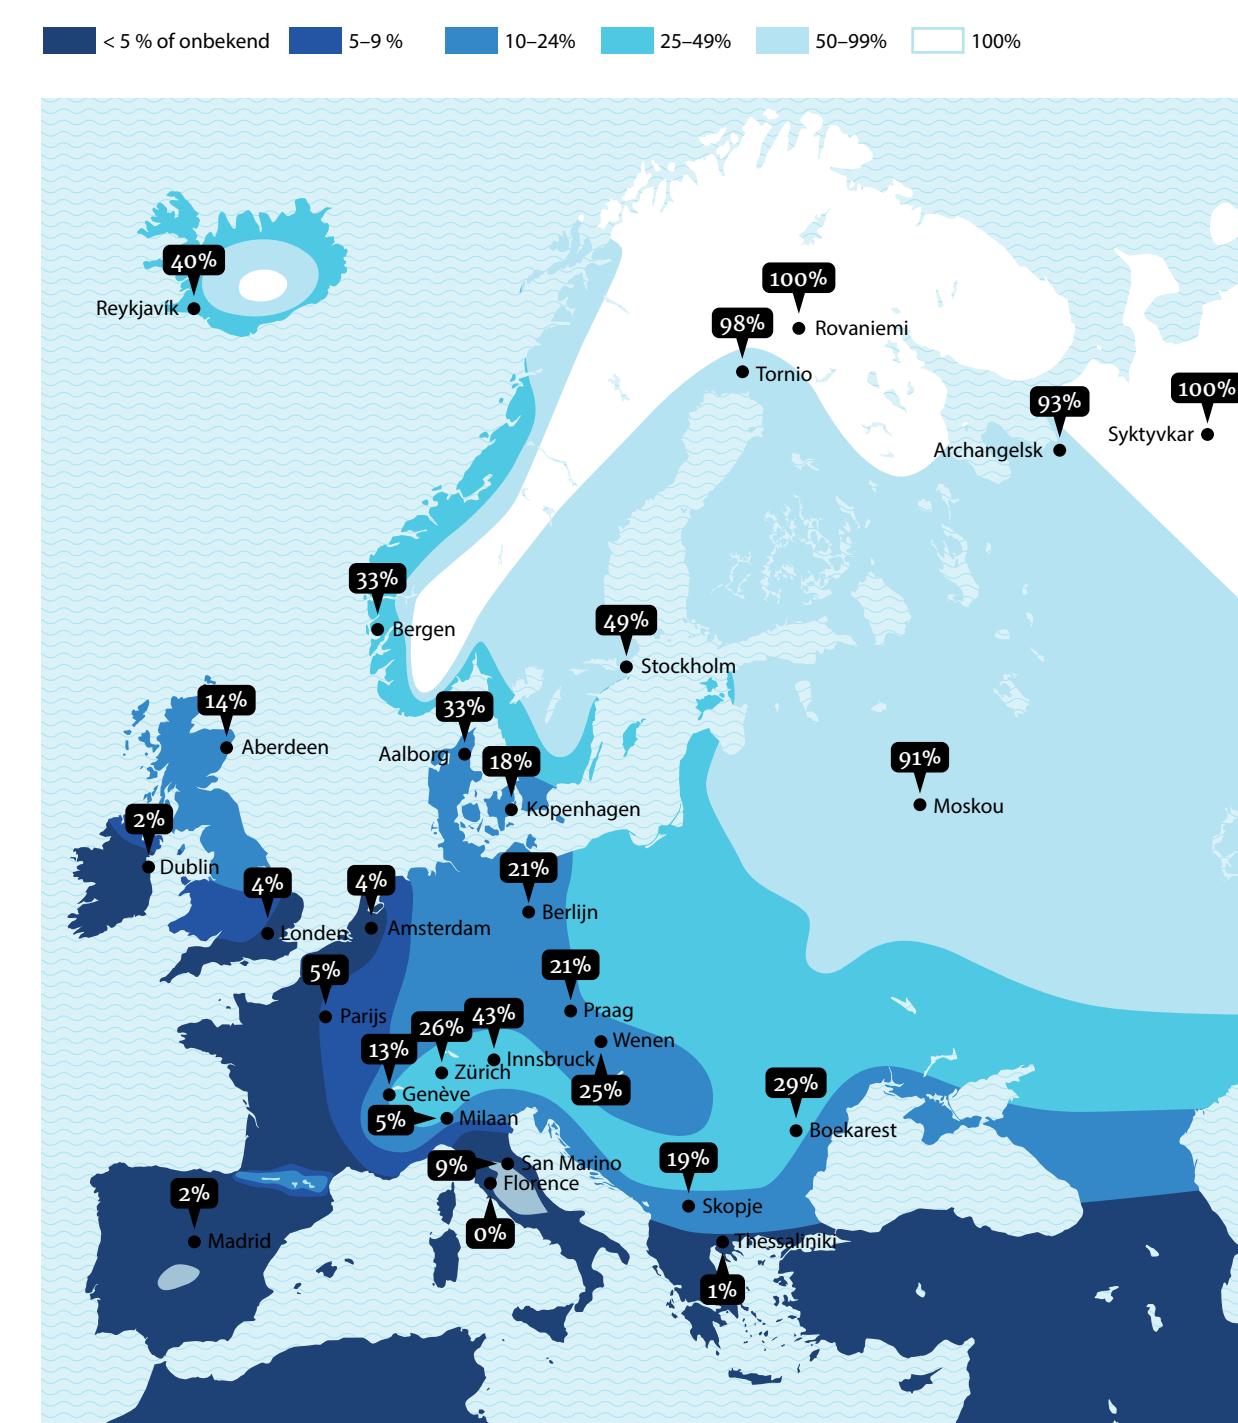 < 5 % of onbekend
5–9 %
10–24%
25–49%
50–99%
100%
40%
Reykjavík
100%
Rovaniemi
98%
Tornio
100%
Syktyvkar
93%
Archangelsk
33%
Bergen
49%
Stockholm
14%
Aberdeen
33%
Aalborg
18%
Kopenhagen
91%
Moskou
2%
Dublin
4%
Londen
4%
Amsterdam
21%
Berlijn
5%
Parijs
21%
Praag
43%
Innsbruck
26%
Zürich
Wenen
25%
13%
Genève
5%
Milaan
29%
Boekarest
9%
San Marino
Florence
0%
19%
Skopje
2%
Madrid
Thessaliniki
1%